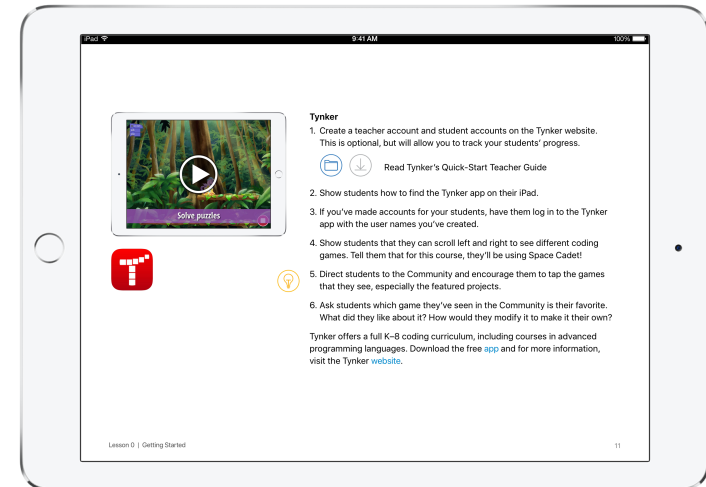 iPad
9:41 AM
100%
Solve puzzles
Tynker
1. Create a teacher account and student accounts on the Tynker website.
This is optional, but will allow you to track your students’ progress.
Read Tynker’s Quick-Start Teacher Guide
2. Show students how to find the Tynker app on their iPad.
3. If you’ve made accounts for your students, have them log in to the Tynker
app with the user names you’ve created.
4. Show students that they can scroll left and right to see different coding
games. Tell them that for this course, they’ll be using Space Cadet!
5. Direct students to the Community and encourage them to tap the games
that they see, especially the featured projects.
6. Ask students which game they’ve seen in the Community is their favorite.
What did they like about it? How would they modify it to make it their own?
Tynker offers a full K–8 coding curriculum, including courses in advanced
programming languages. Download the free app and for more information,
visit the Tynker website.
Lesson 0 | Getting Started
11